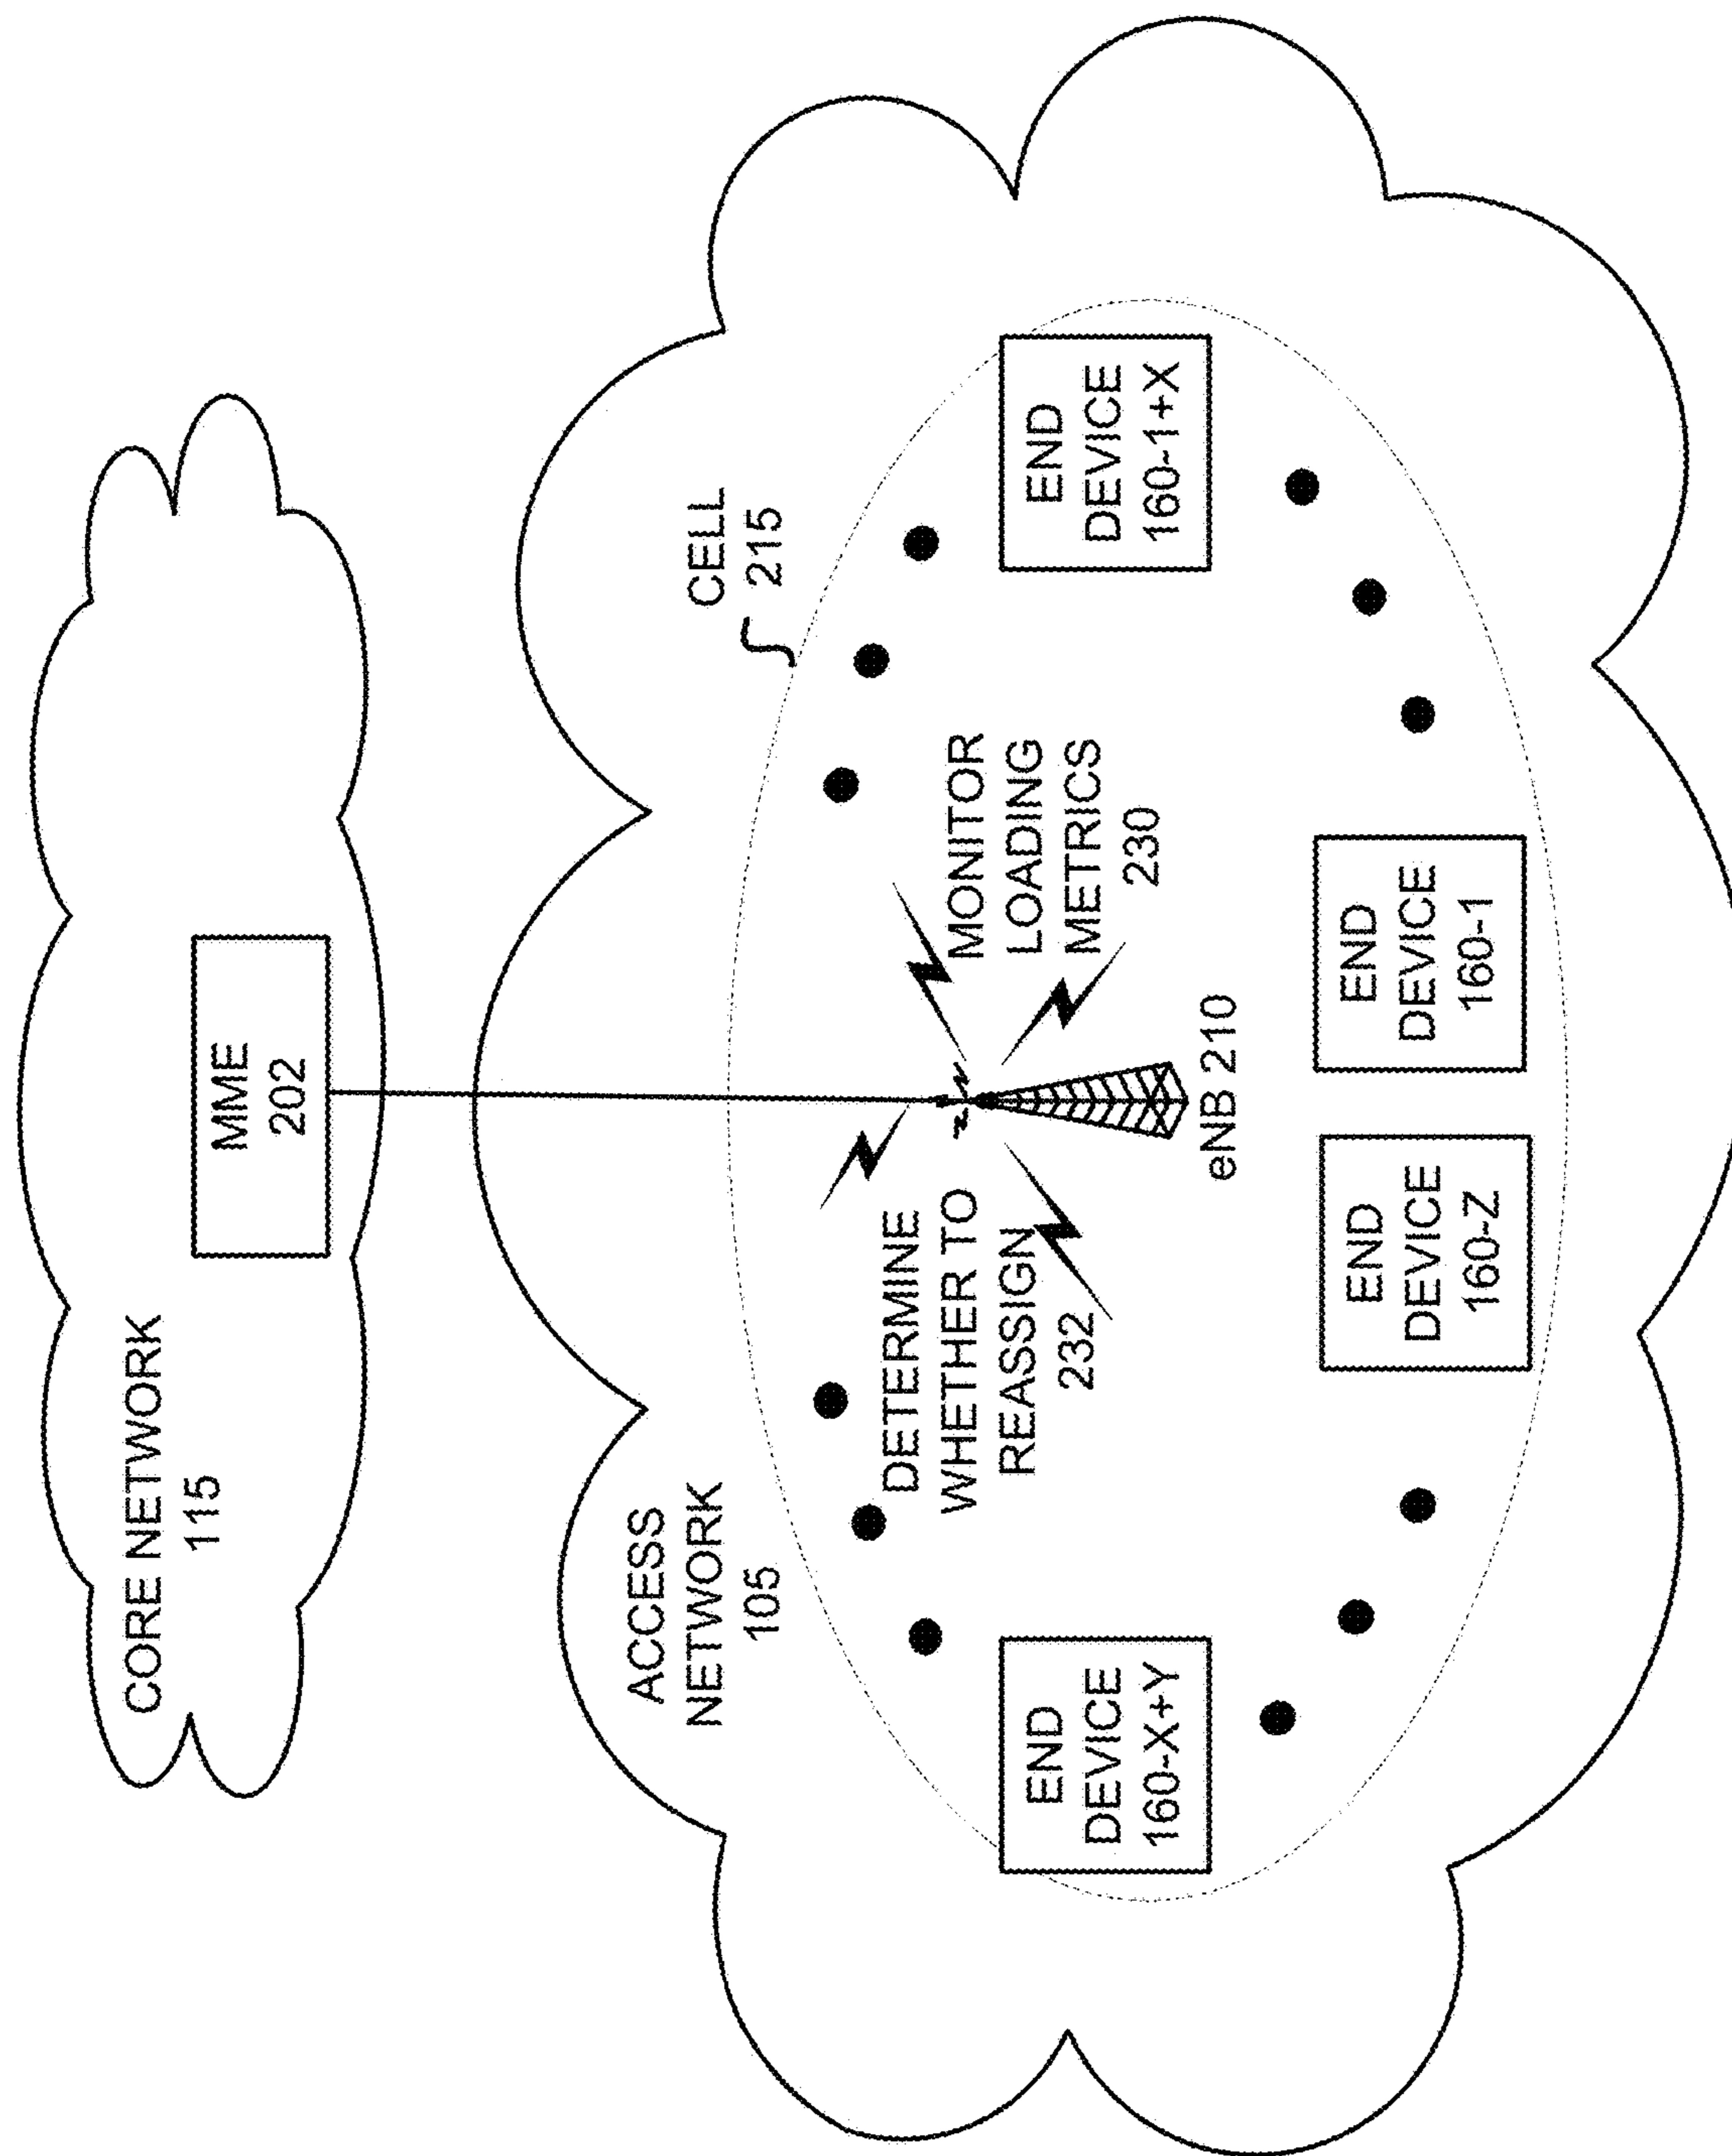 CORE NETWORK
115
MME
202
ACCESS
NETWORK
105
CELL
215
DETERMINE
WHETHER TO
REASSIGN
232
MONITOR
LOADING
METRICS
230
eNB 210
END
DEVICE
160-X+Y
END
DEVICE
160-1+X
END
DEVICE
160-Z
END
DEVICE
160-1